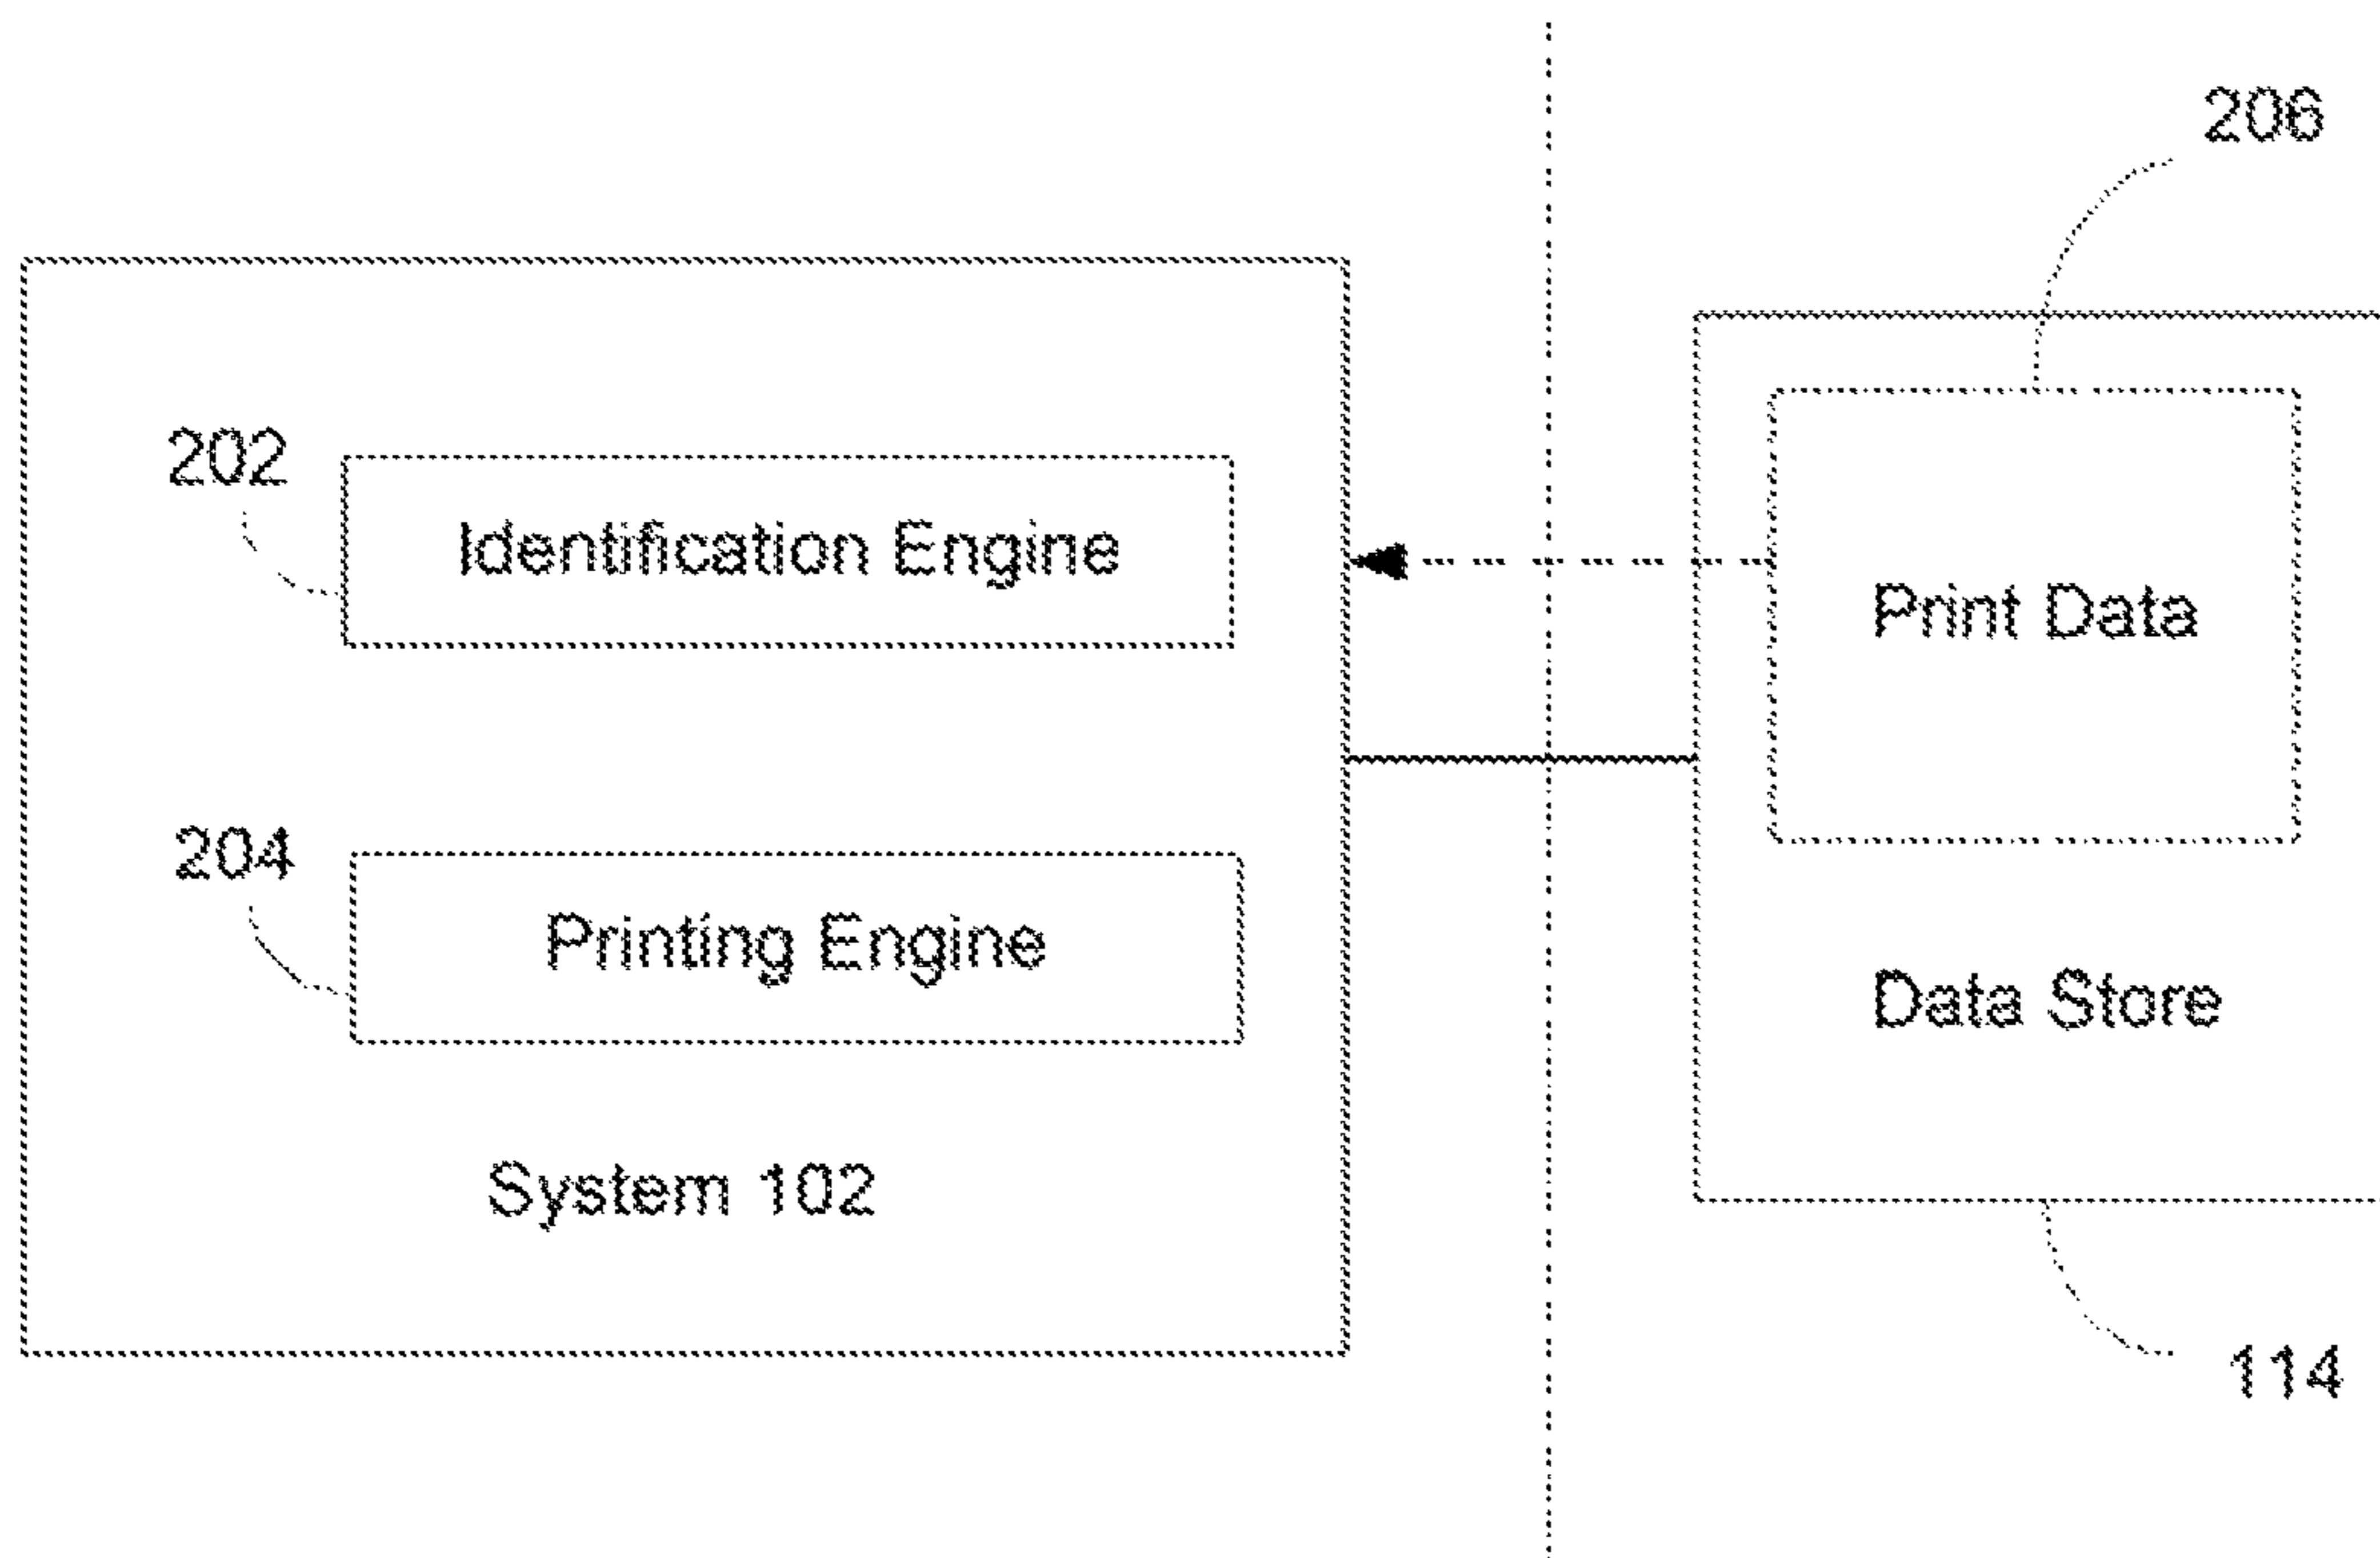 206
202
Identification Engine
Print Data
204
Printing Engine
Data Store
System 102
114